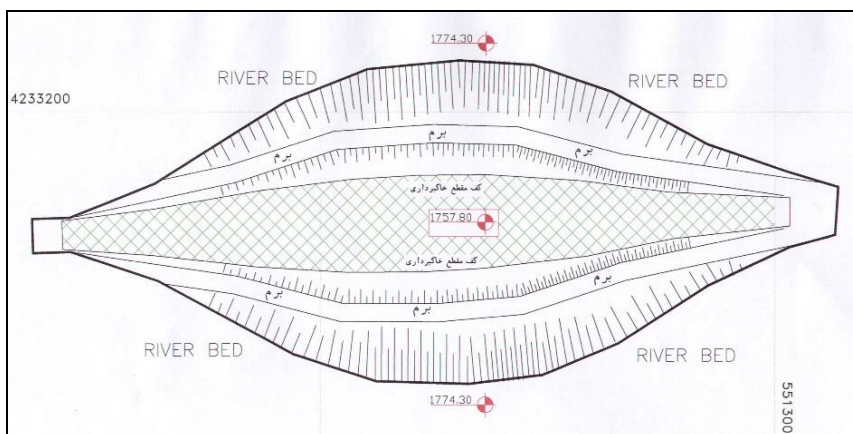 1774.30
RIVER BED
RIVER BED
4233200
برم
برم
برم
کف مقطع خاکبرداری
1757.80
کف مقطع خاکبرداری
برم
برم
برم
RIVER BED
RIVER BED
1774.30
551300